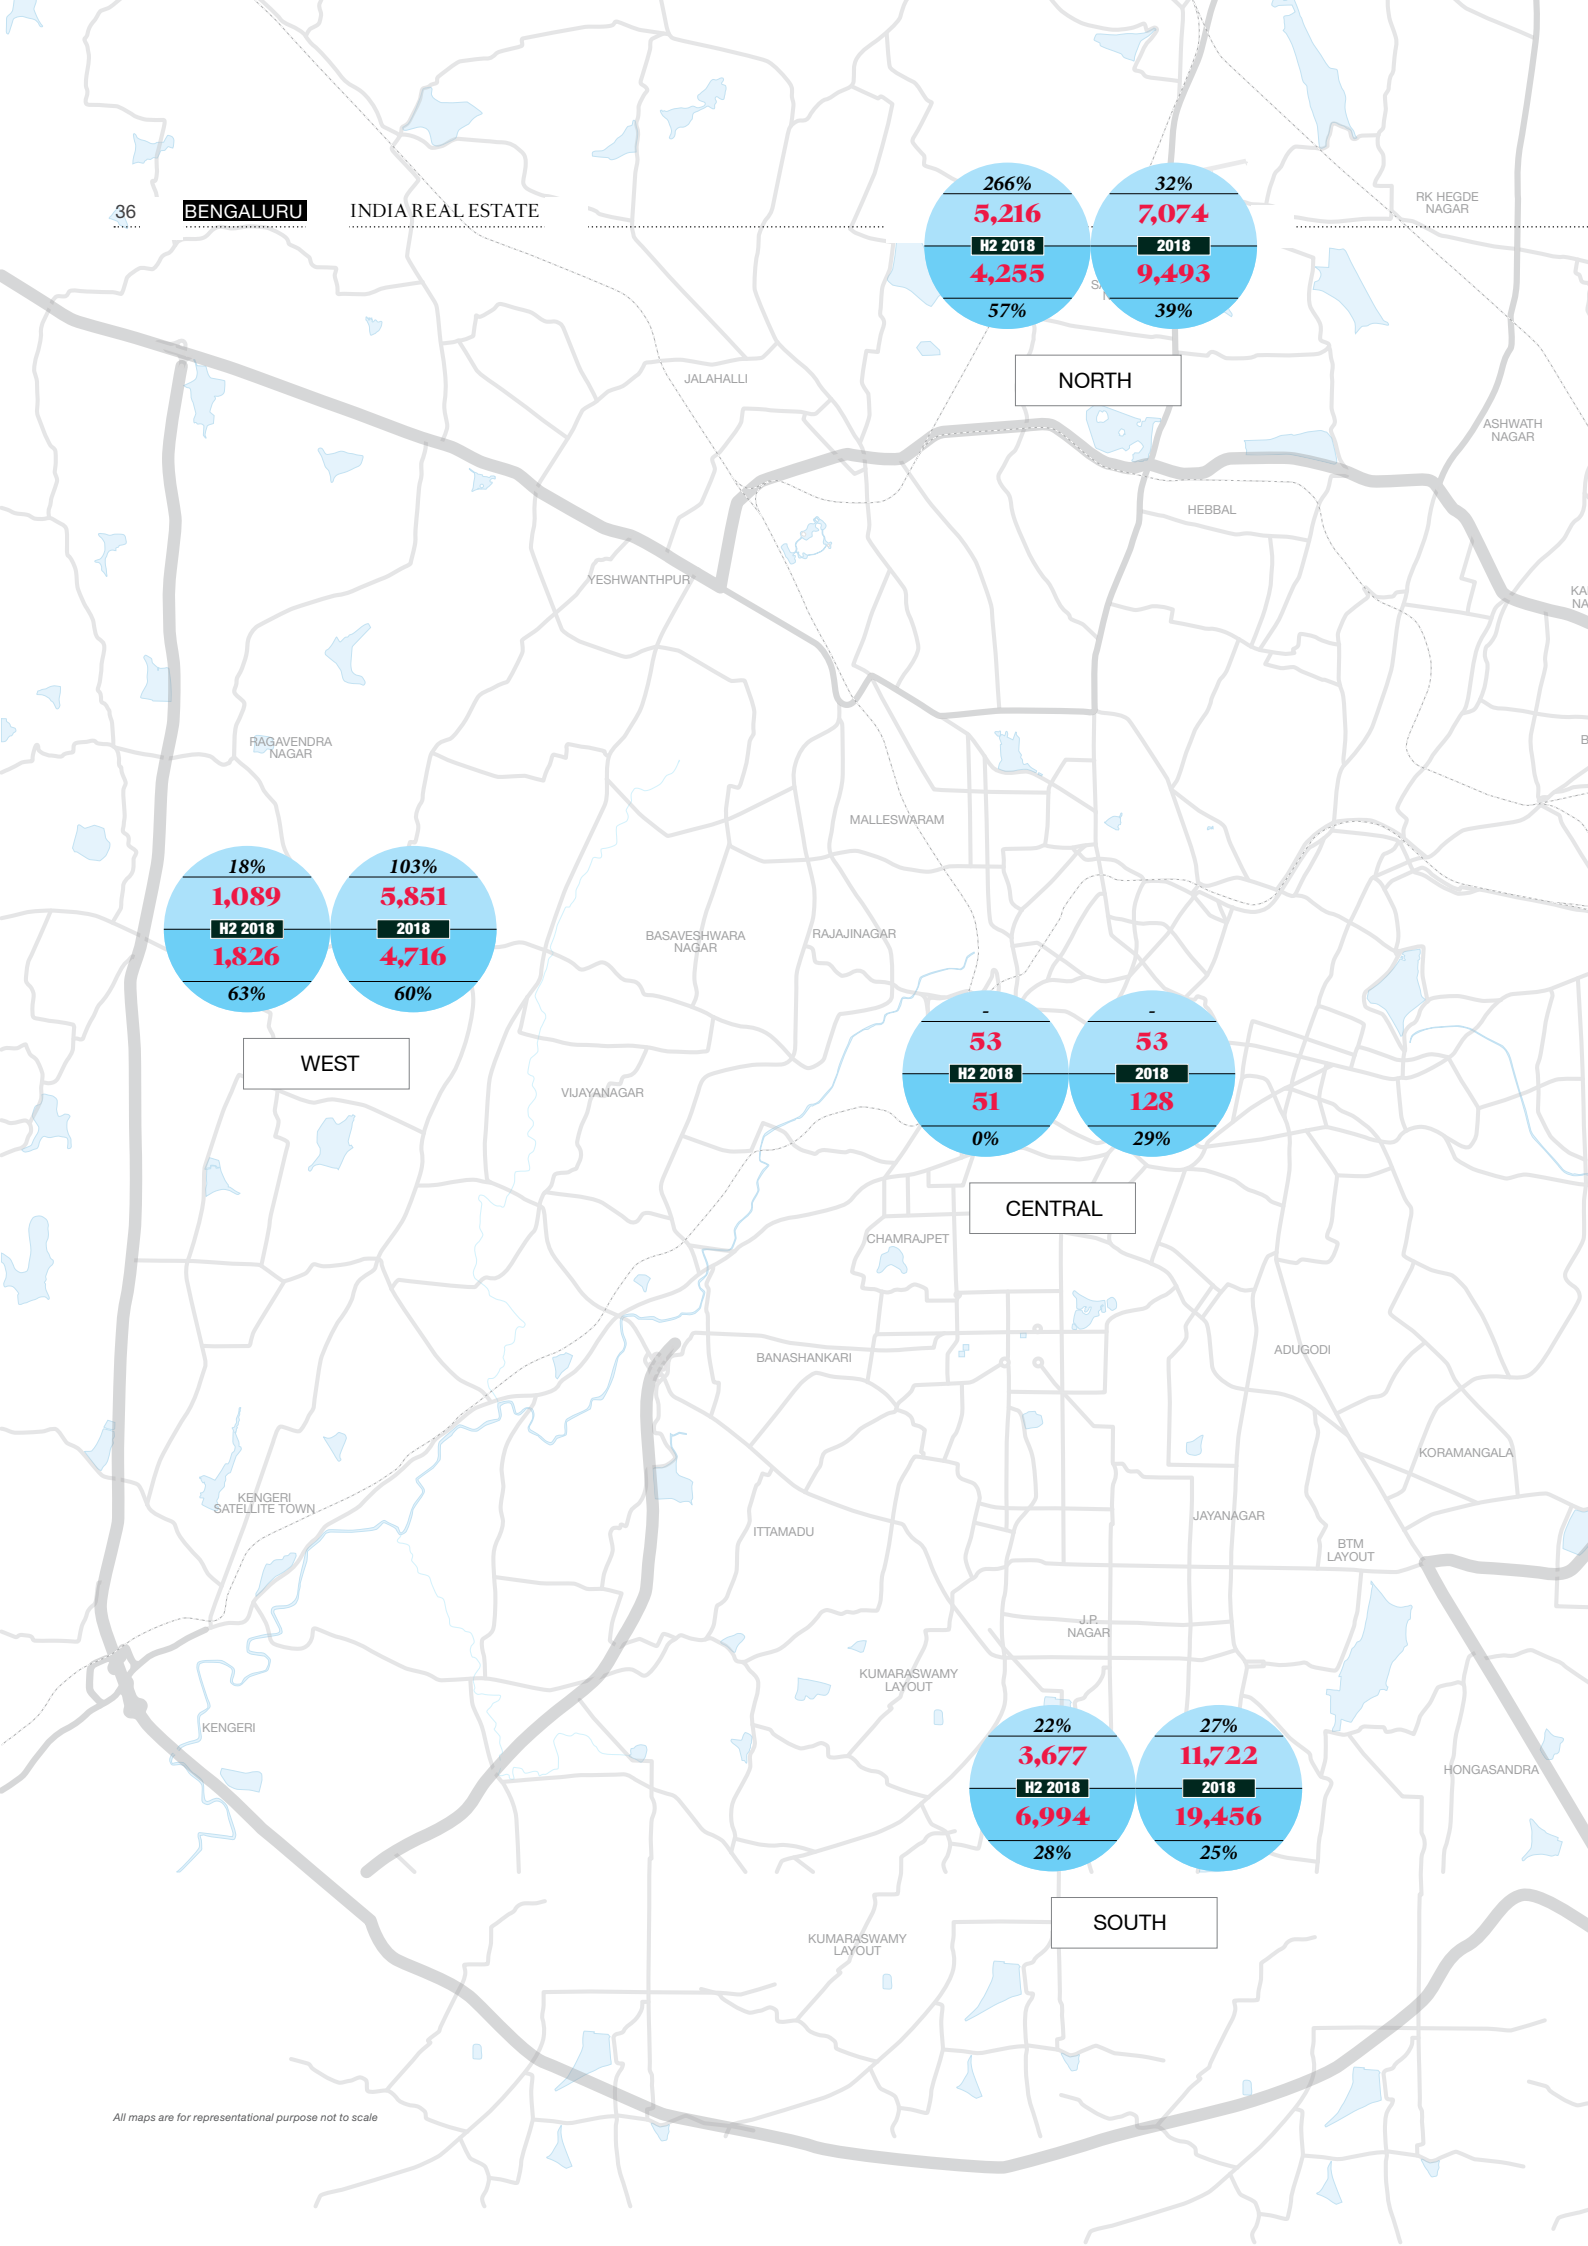 36 BENGALURU INDIA REAL ESTATE
266%
5,216
H2 2018
4,255
57%
32%
7,074
2018
9,493
39%
NORTH
RK HEGDE
NAGAR
JALAHALLI
ASHWATH
NAGAR
HEBBAL
YESHWANTHPUR
RAGAVENDRA
NAGAR
MALLESWARAM
18%
1,089
H2 2018
1,826
63%
103%
5,851
2018
4,716
60%
WEST
BASAVESHWARA
NAGAR
RAJAJINAGAR
-
53
H2 2018
51
0%
-
53
2018
128
29%
CENTRAL
VIJAYANAGAR
CHAMRAJPET
BANASHANKARI
ADUGODI
KORAMANGALA
KENGERI
SATELLITE TOWN
ITTAMADU
JAYANAGAR
BTM
LAYOUT
J.P.
NAGAR
KUMARASWAMY
LAYOUT
KENGERI
22%
3,677
H2 2018
6,994
28%
27%
11,722
2018
19,456
25%
SOUTH
HONGASANDRA
KUMARASWAMY
LAYOUT
All maps are for representational purpose not to scale